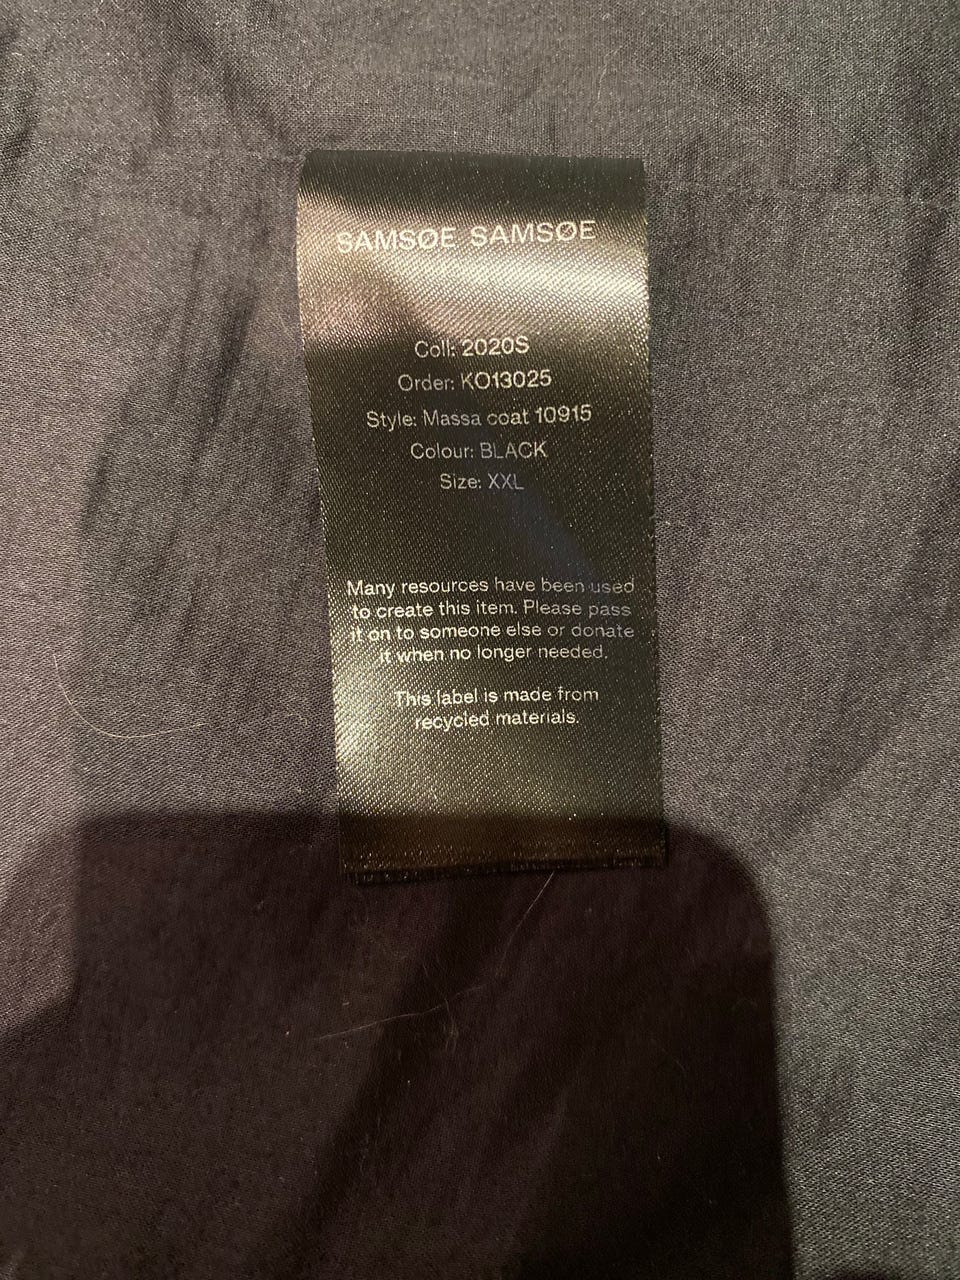 SAMSØE SAMSØE
Coll: 2020S
Order: KO13025
Style: Massa coat 10915
Colour: BLACK
Size: XXL
Many resources have been used
to create this item. Please pass
it on to someone else or donate
it when no longer needed.
This label is made from
recycled materials.